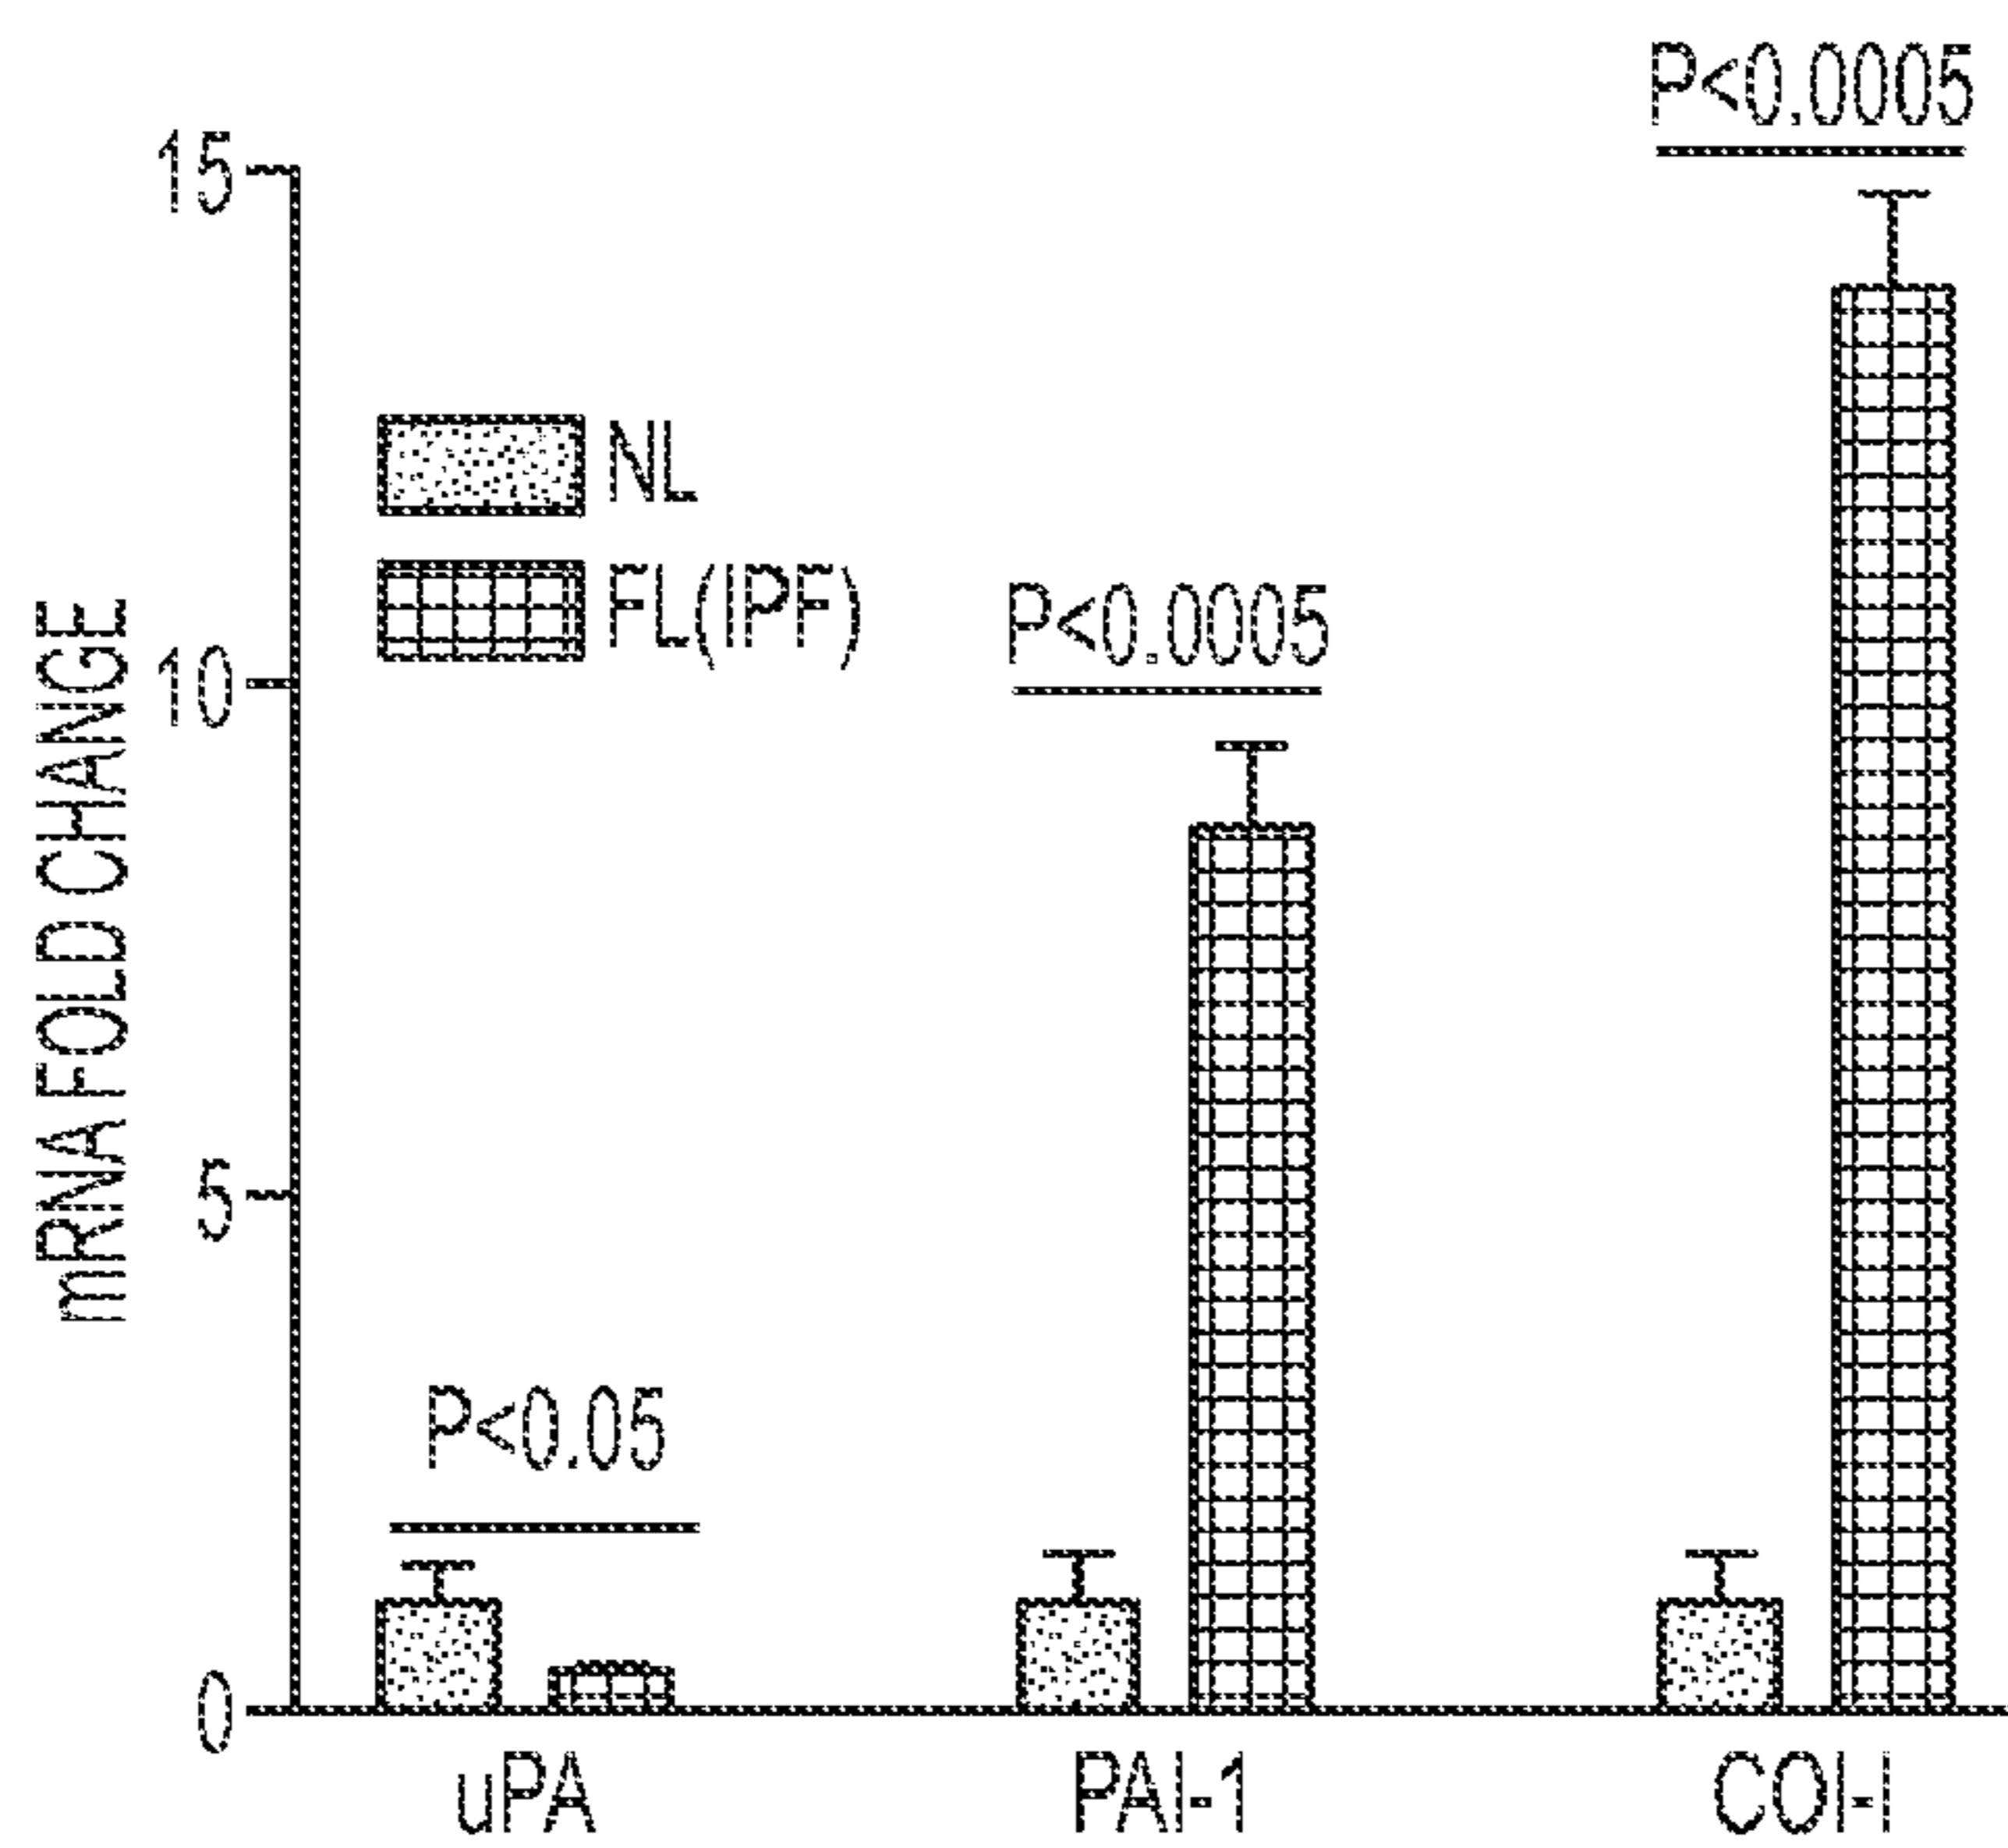 mRNA FOLD CHANGE
15
10
5
0
NL
FL(IPF)
P<0.05
P<0.0005
P<0.0005
uPA
PAI-1
COI-I